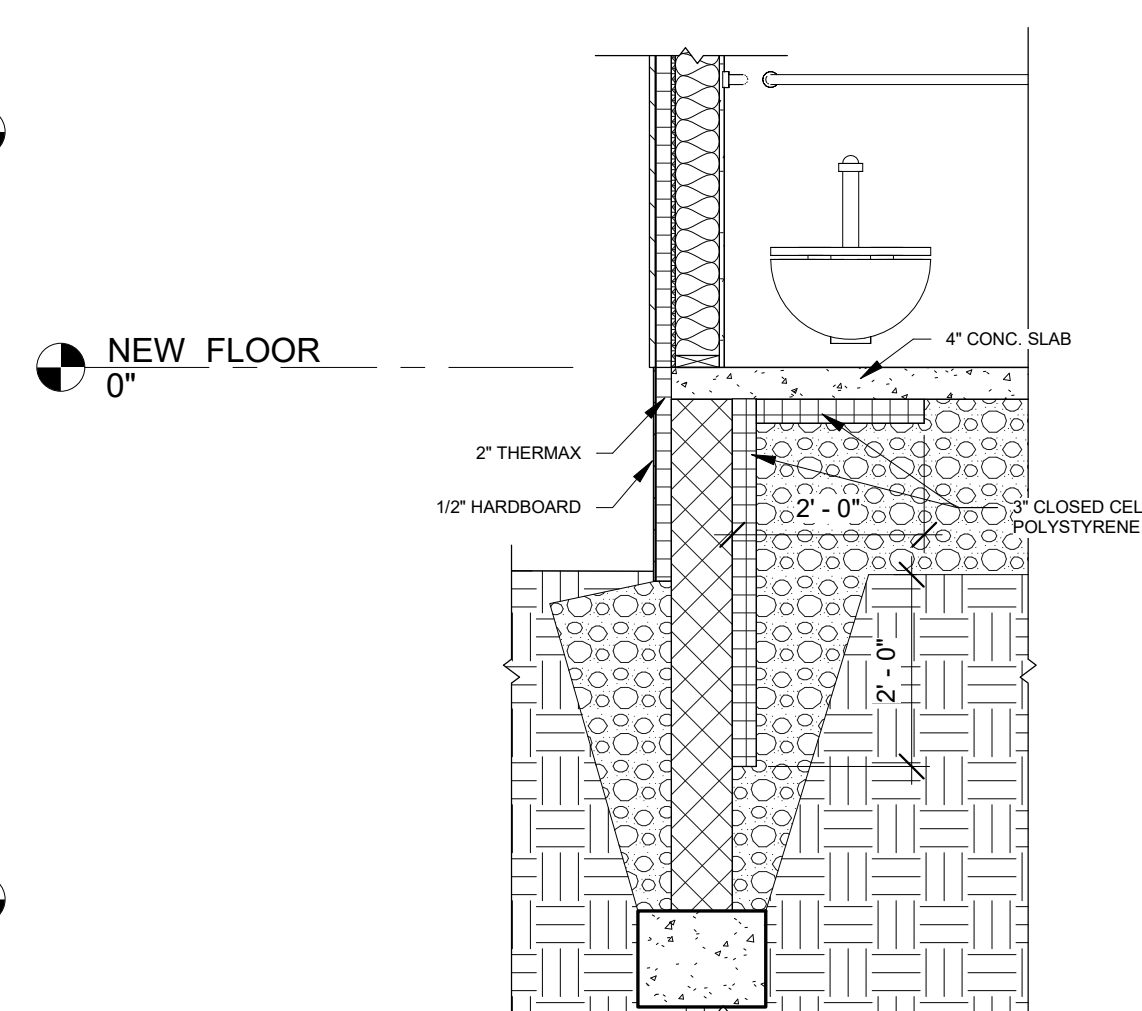 4" CONC. SLAB
NEW FLOOR
0"
2" THERMAX
1/2" HARDBOARD
2' - 0"
3" CLOSED CEL
POLYSTYRENE
2' - 0"